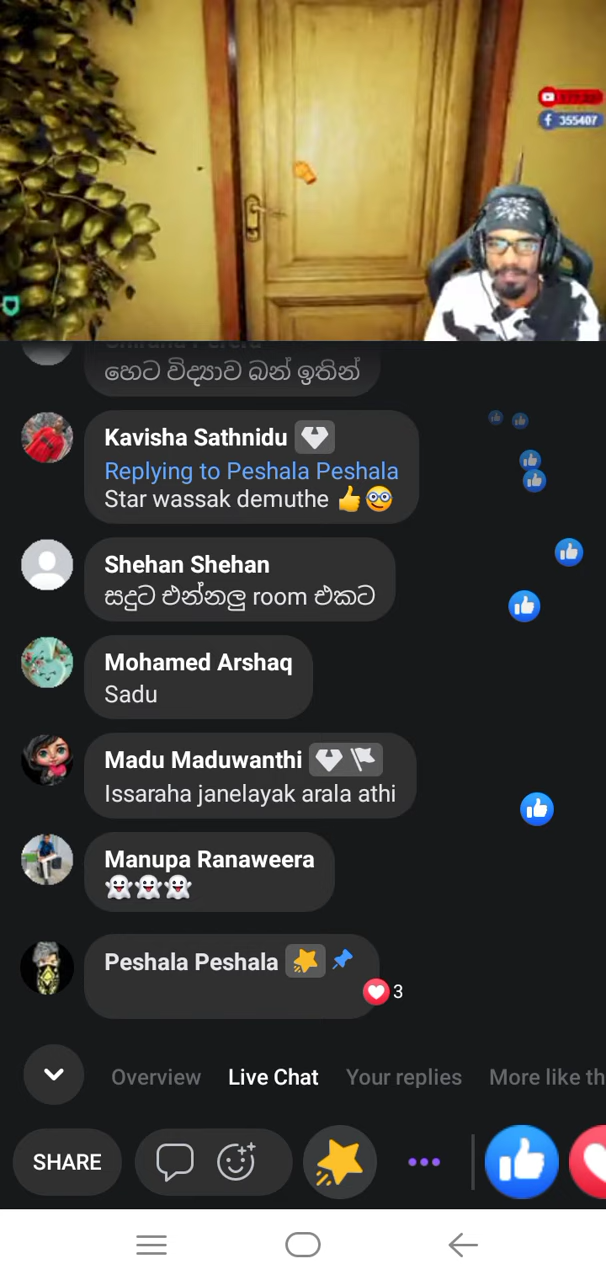 355407
හෙට විද්‍යාව බන් ඉතින්
Kavisha Sathnidu
Replying to Peshala Peshala
Star wassak demuthe 👍🤓
Shehan Shehan
සදුට එන්නලු room එකට
Mohamed Arshaq
Sadu
Madu Maduwanthi
Issaraha janelayak arala athi
Manupa Ranaweera
👻👻👻
Peshala Peshala
3
Overview Live Chat Your replies More like th
SHARE